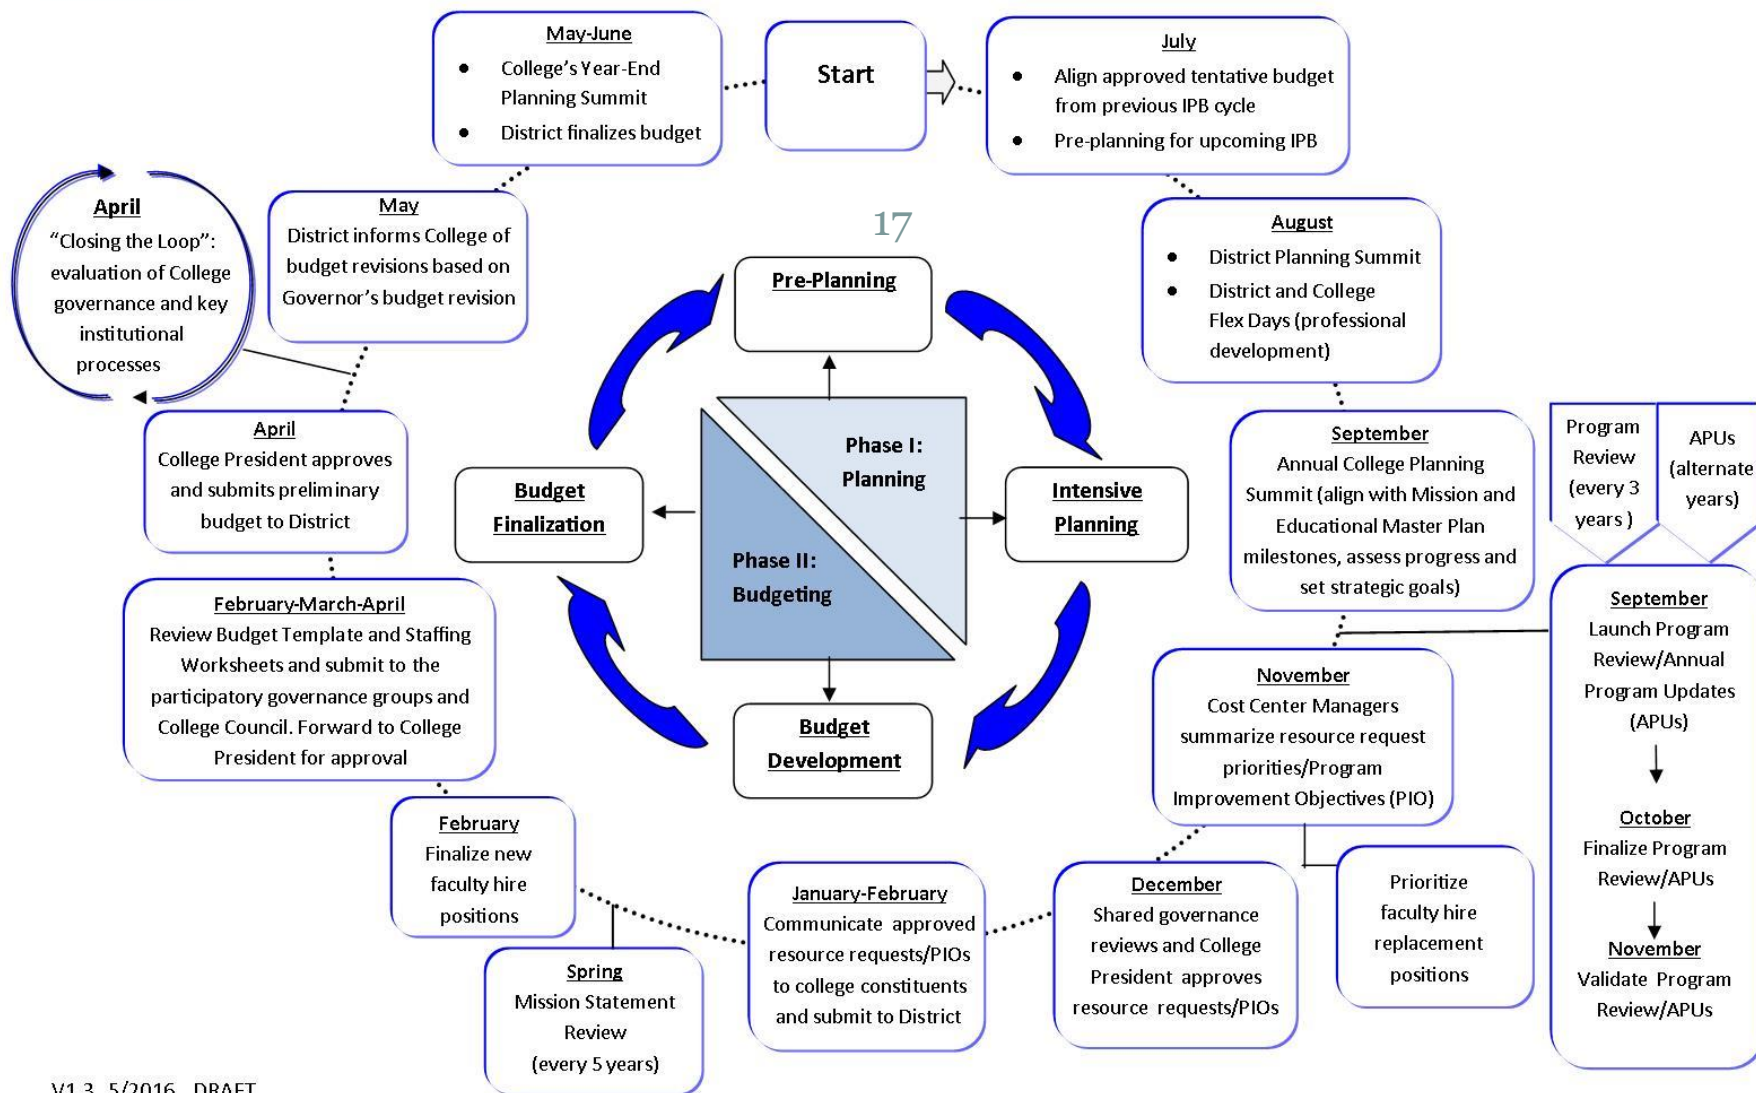 May-June
● College’s Year-End
Planning Summit
● District finalizes budget
Start
July
● Align approved tentative budget
from previous IPB cycle
● Pre-planning for upcoming IPB
August
● District Planning Summit
● District and College
Flex Days (professional
development)
September
Annual College Planning
Summit (align with Mission and
Educational Master Plan
milestones, assess progress and
set strategic goals)
Program
Review
(every 3
years )
APUs
(alternate
years)
September
Launch Program
Review/Annual
Program Updates
(APUs)
October
Finalize Program
Review/APUs
November
Validate Program
Review/APUs
November
Cost Center Managers
summarize resource request
priorities/Program
Improvement Objectives (PIO)
Prioritize
faculty hire
replacement
positions
December
Shared governance
reviews and College
President approves
resource requests/PIOs
January-February
Communicate approved
resource requests/PIOs
to college constituents
and submit to District
Spring
Mission Statement
Review
(every 5 years)
February
Finalize new
faculty hire
positions
February-March-April
Review Budget Template and Staffing
Worksheets and submit to the
participatory governance groups and
College Council. Forward to College
President for approval
April
College President approves
and submits preliminary
budget to District
April
“Closing the Loop”:
evaluation of College
governance and key
institutional
processes
May
District informs College of
budget revisions based on
Governor’s budget revision
17
Pre-Planning
Phase I:
Planning
Intensive
Planning
Budget
Finalization
Phase II:
Budgeting
Budget
Development
V1.3 5/2016 DRAFT